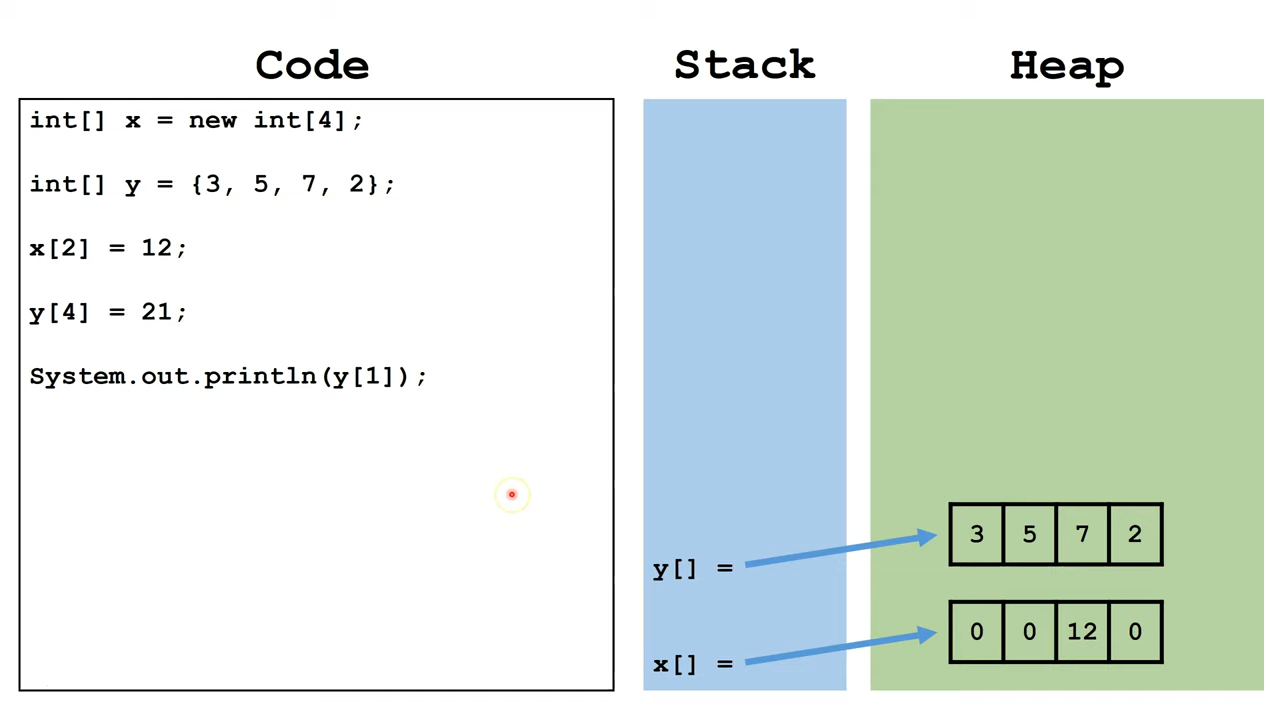 Code
Stack
Heap
int[] x = new int[4];
int[] y = {3, 5, 7, 2};
x[2] = 12;
y[4] = 21;
System.out.println(y[1]);
y[] =
3 5 7 2
x[] =
0 0 12 0